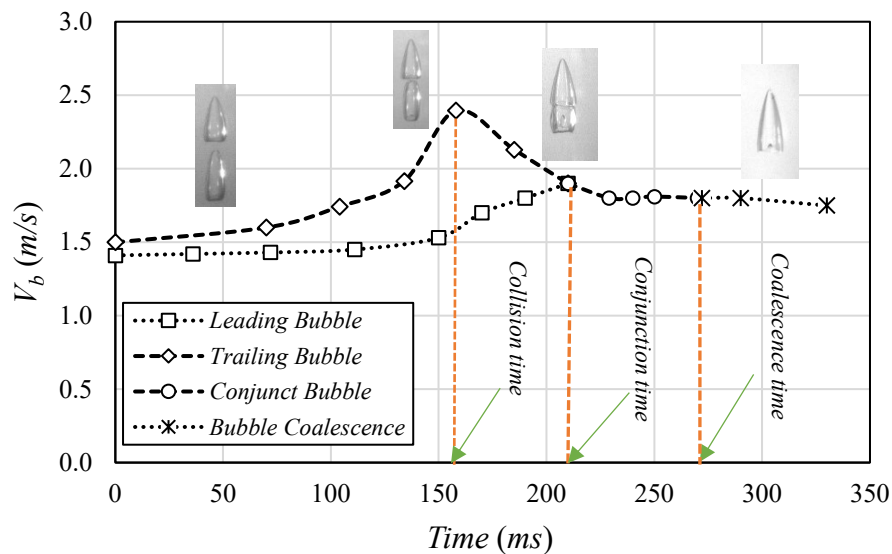 3.0
2.5
2.0
1.5
1.0
0.5
0.0
V_b (m/s)
Leading Bubble
Trailing Bubble
Conjunct Bubble
Bubble Coalescence
Collision time
Conjunction time
Coalescence time
0
50
100
150
200
250
300
350
Time (ms)